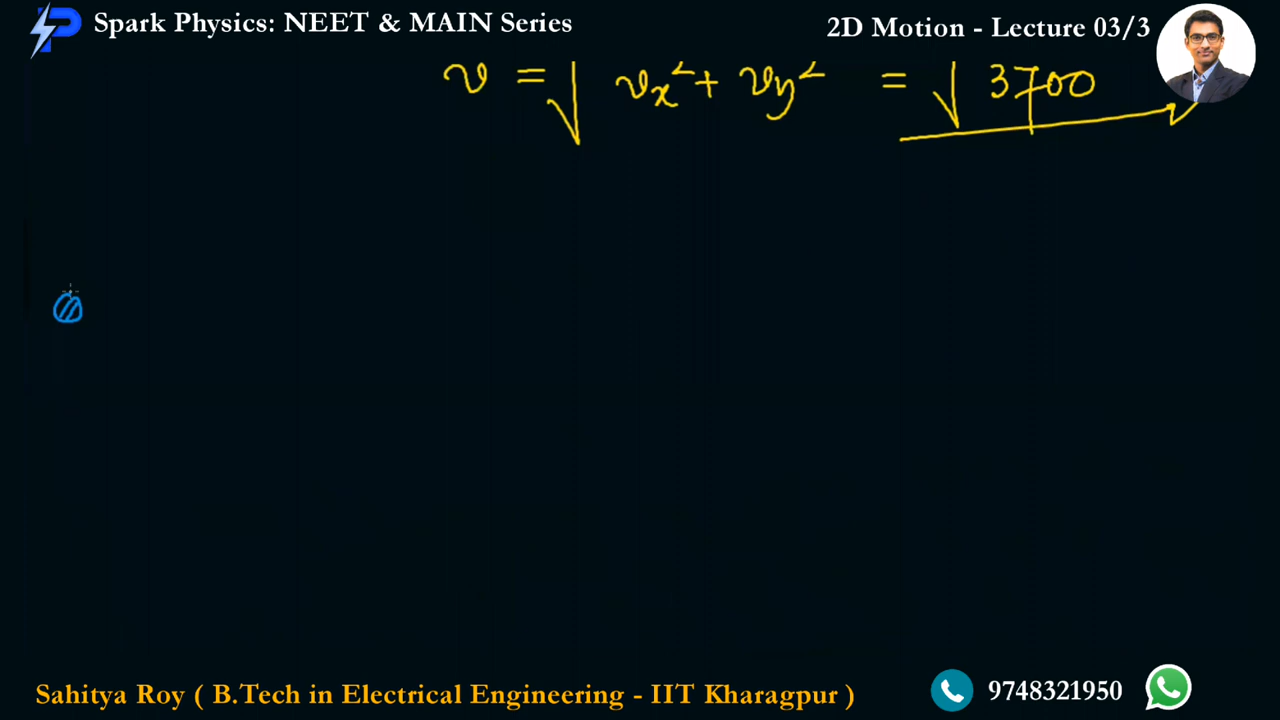 Spark Physics: NEET & MAIN Series
2D Motion - Lecture 03/3
v = √ vx² + vy² = √ 3700
Sahitya Roy ( B.Tech in Electrical Engineering - IIT Kharagpur )
9748321950